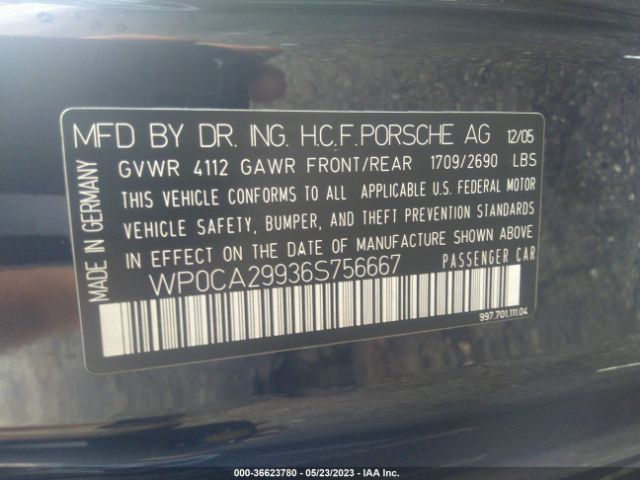 MFD BY DR. ING. H.C.F. PORSCHE AG 12/05
GVWR 4112 GAWR FRONT/REAR 1709/2690 LBS
THIS VEHICLE CONFORMS TO ALL APPLICABLE U.S. FEDERAL MOTOR
VEHICLE SAFETY, BUMPER, AND THEFT PREVENTION STANDARDS
IN EFFECT ON THE DATE OF MANUFACTURE SHOWN ABOVE
WP0CA29936S756667 PASSENGER CAR
997.701.111.04
MADE IN GERMANY
000-36623780 - 05/23/2023 - IAA Inc.